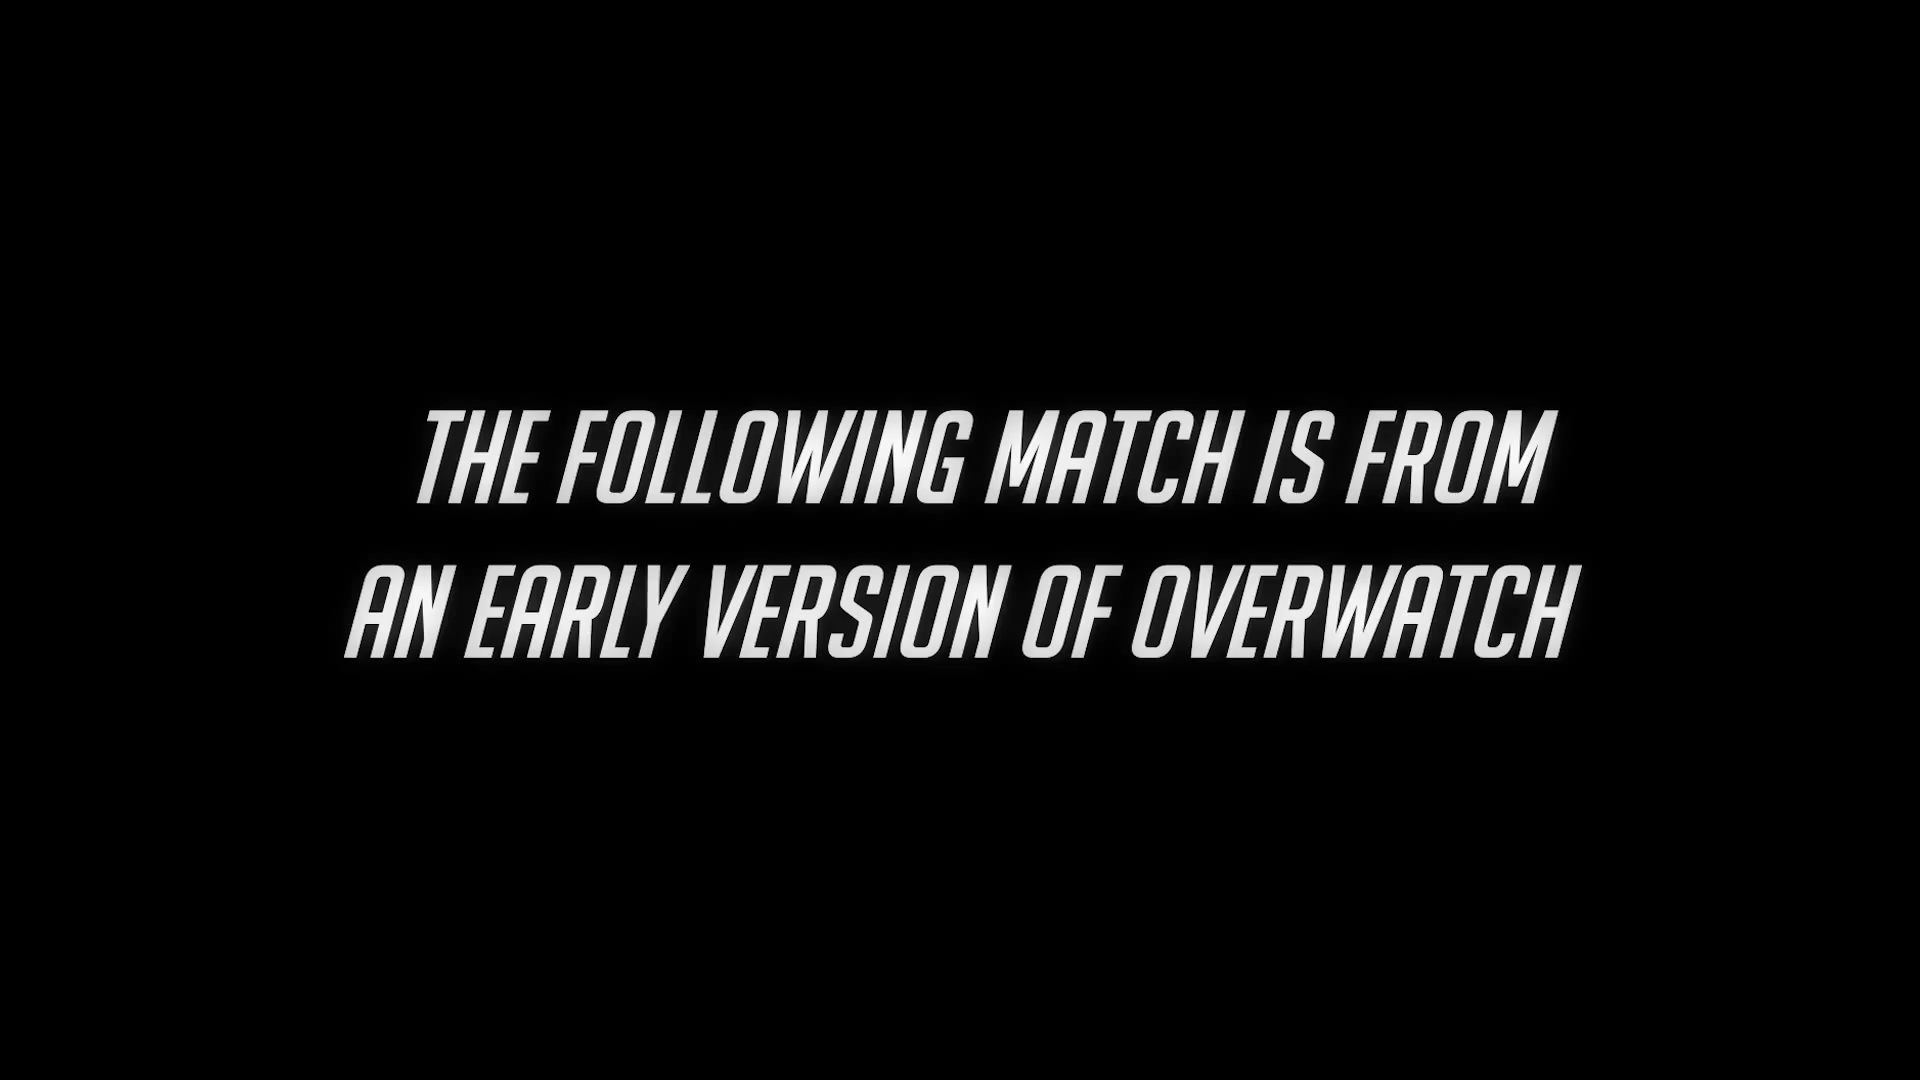 THE FOLLOWING MATCH IS FROM
AN EARLY VERSION OF OVERWATCH